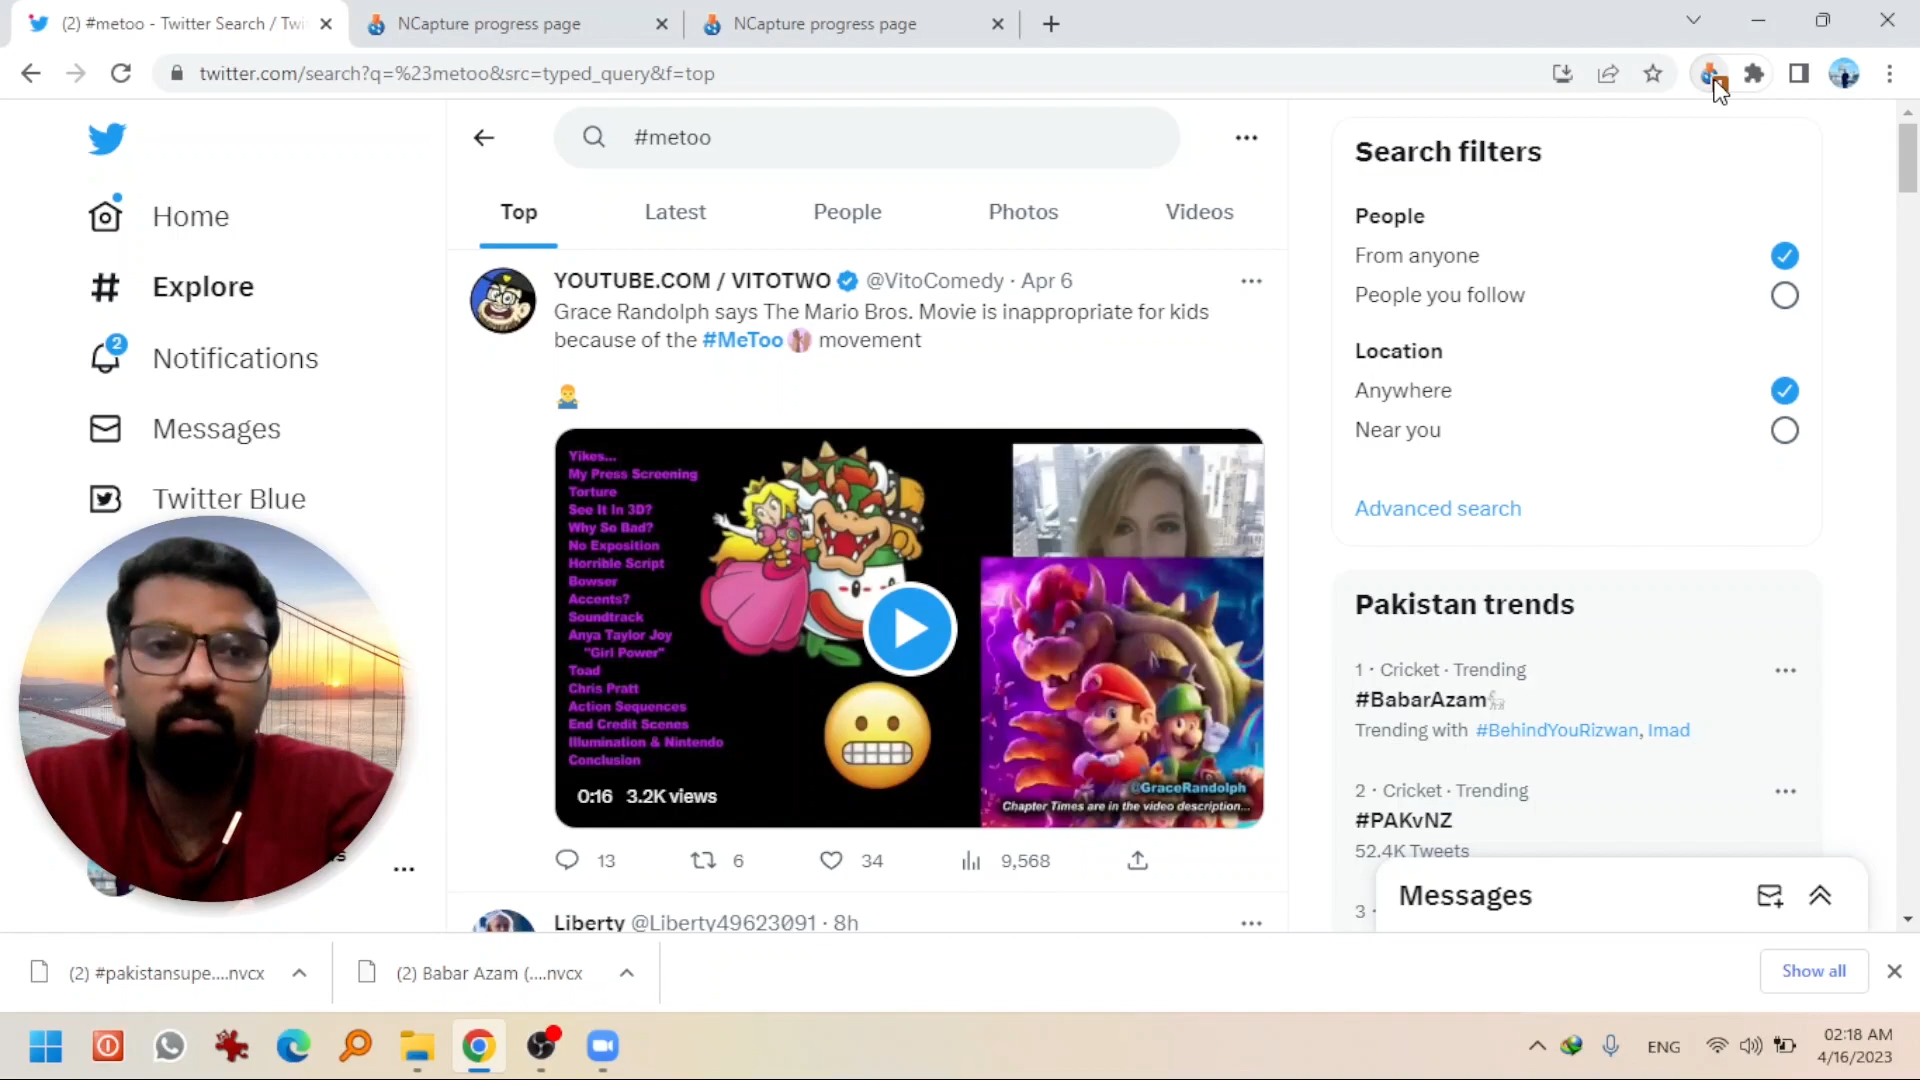 (2) #metoo - Twitter Search / Twi
NCapture progress page
NCapture progress page
twitter.com/search?q=%23metoo&src=typed_query&f=top
#metoo
Top
Latest
People
Photos
Videos
Home
Explore
2
Notifications
Messages
Twitter Blue
YOUTUBE.COM / VITOTWO @VitoComedy · Apr 6
Grace Randolph says The Mario Bros. Movie is inappropriate for kids
because of the #MeToo movement
Yikes...
My Press Screening
Torture
See It In 3D?
Why So Bad?
No Exposition
Horrible Script
Bowser
Accents?
Soundtrack
Anya Taylor Joy
"Girl Power"
Toad
Chris Pratt
Action Sequences
End Credit Scenes
Illumination & Nintendo
Conclusion
0:16 3.2K views
@GraceRandolph
Chapter Times are in the video description...
13
6
34
9,568
Liberty @Liberty49623091 · 8h
Search filters
People
From anyone
People you follow
Location
Anywhere
Near you
Advanced search
Pakistan trends
1 · Cricket · Trending
#BabarAzam
Trending with #BehindYouRizwan, Imad
2 · Cricket · Trending
#PAKvNZ
52.4K Tweets
3 ·
Messages
(2) #pakistansupe....nvcx
(2) Babar Azam (....nvcx
Show all
ENG
02:18 AM
4/16/2023